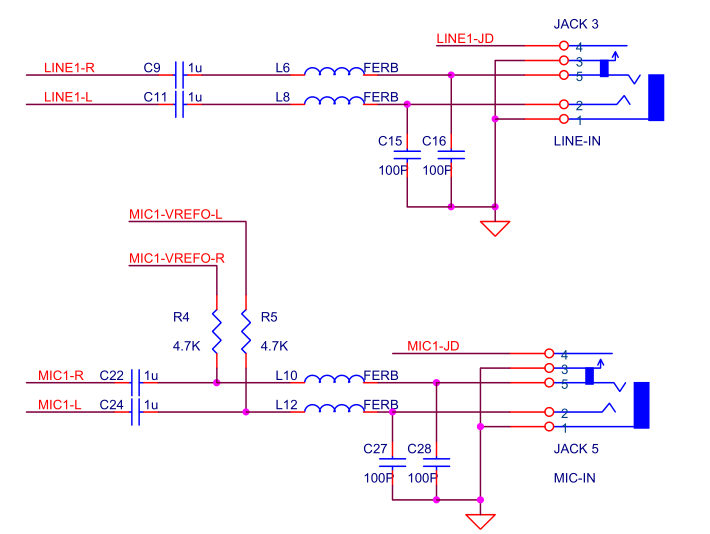 JACK 3
LINE1-JD
4
3
LINE1-R C9 1u L6 FERB
5
LINE1-L C11 1u L8 FERB
2
1
C15 C16 LINE-IN
100P 100P
MIC1-VREFO-L
MIC1-VREFO-R
R4 R5
4.7K 4.7K
MIC1-JD
4
3
MIC1-R C22 1u L10 FERB
5
MIC1-L C24 1u L12 FERB
2
1
C27 C28 JACK 5
100P 100P MIC-IN